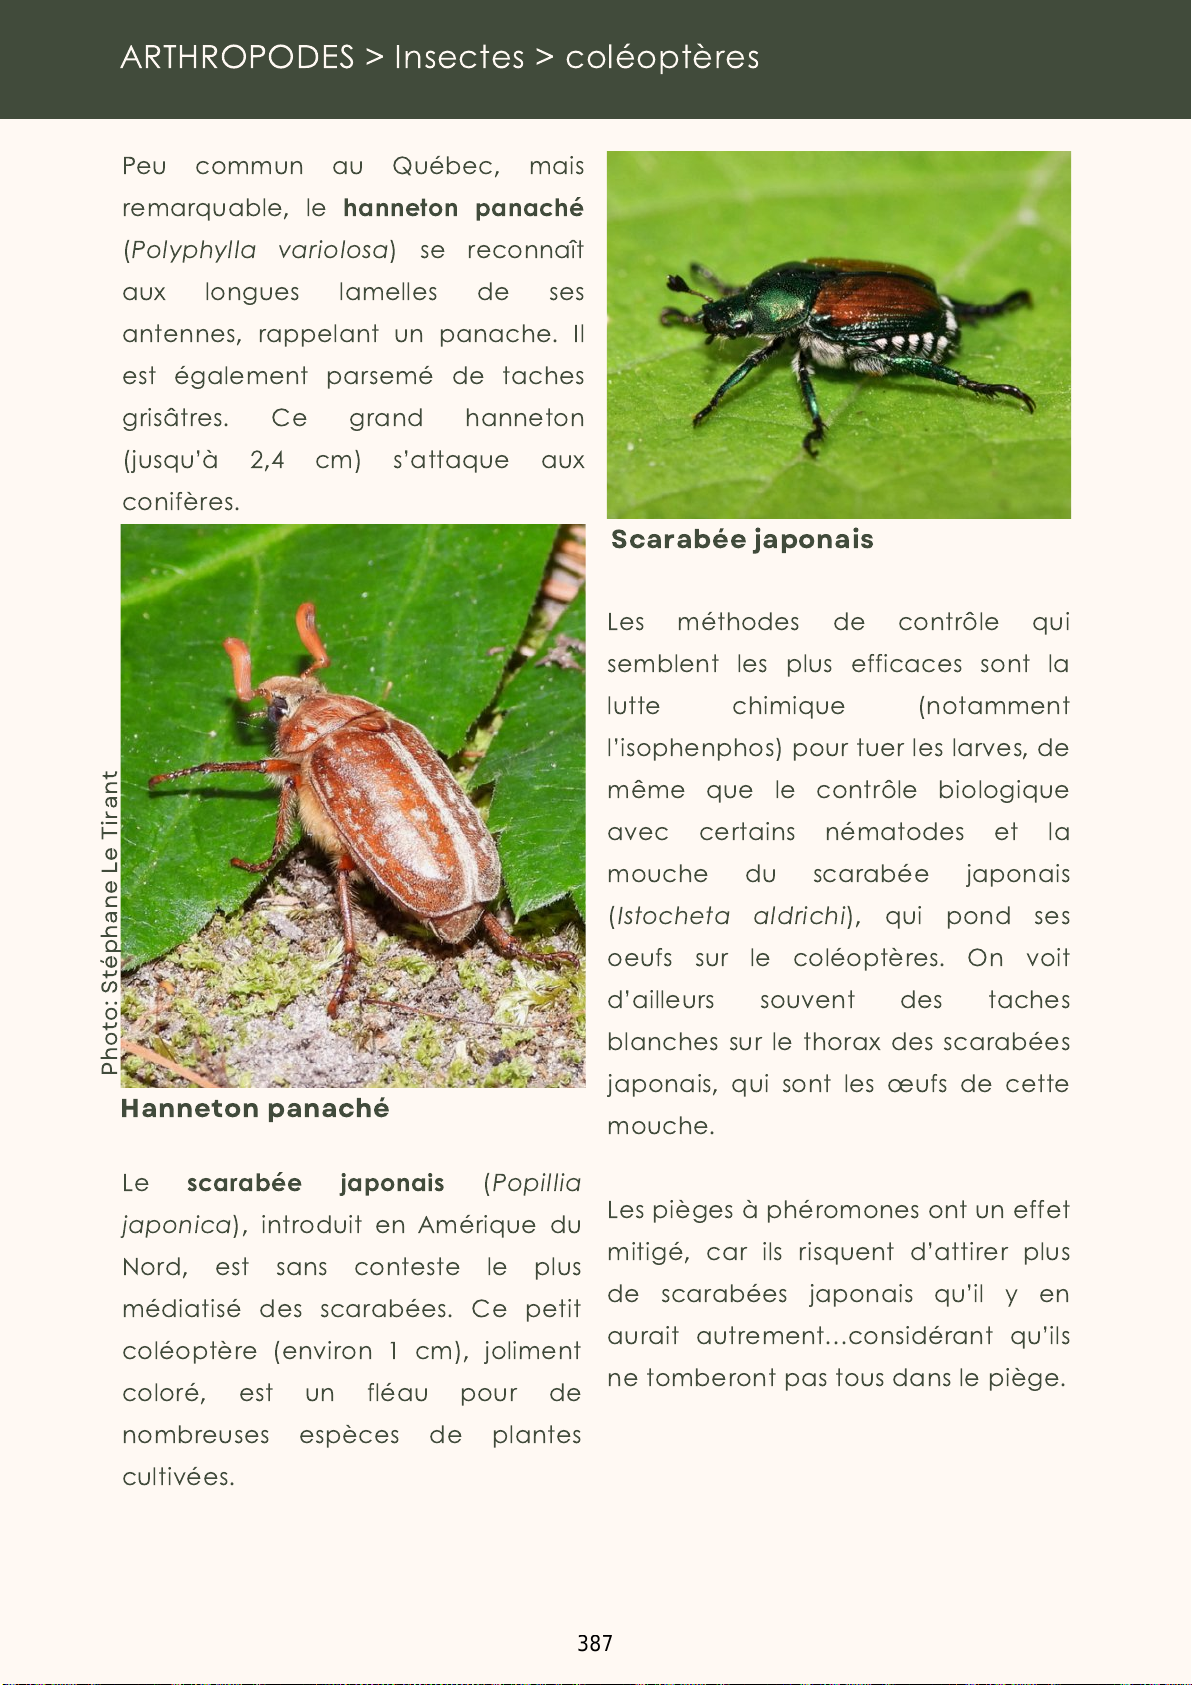 ARTHROPODES > Insectes > coléoptères
Peu commun au Québec, mais
remarquable, le hanneton panaché
(Polyphylla variolosa) se reconnaît
aux longues lamelles de ses
antennes, rappelant un panache. Il
est également parsemé de taches
grisâtres. Ce grand hanneton
(jusqu'à 2,4 cm) s'attaque aux
conifères.
Photo: Stéphane Le Tirant
Hanneton panaché
Le scarabée japonais (Popillia
japonica), introduit en Amérique du
Nord, est sans conteste le plus
médiatisé des scarabées. Ce petit
coléoptère (environ 1 cm), joliment
coloré, est un fléau pour de
nombreuses espèces de plantes
cultivées.
Scarabée japonais
Les méthodes de contrôle qui
semblent les plus efficaces sont la
lutte chimique (notamment
l'isophenphos) pour tuer les larves, de
même que le contrôle biologique
avec certains nématodes et la
mouche du scarabée japonais
(Istocheta aldrichi), qui pond ses
oeufs sur le coléoptères. On voit
d'ailleurs souvent des taches
blanches sur le thorax des scarabées
japonais, qui sont les œufs de cette
mouche.
Les pièges à phéromones ont un effet
mitigé, car ils risquent d'attirer plus
de scarabées japonais qu'il y en
aurait autrement...considérant qu'ils
ne tomberont pas tous dans le piège.
387